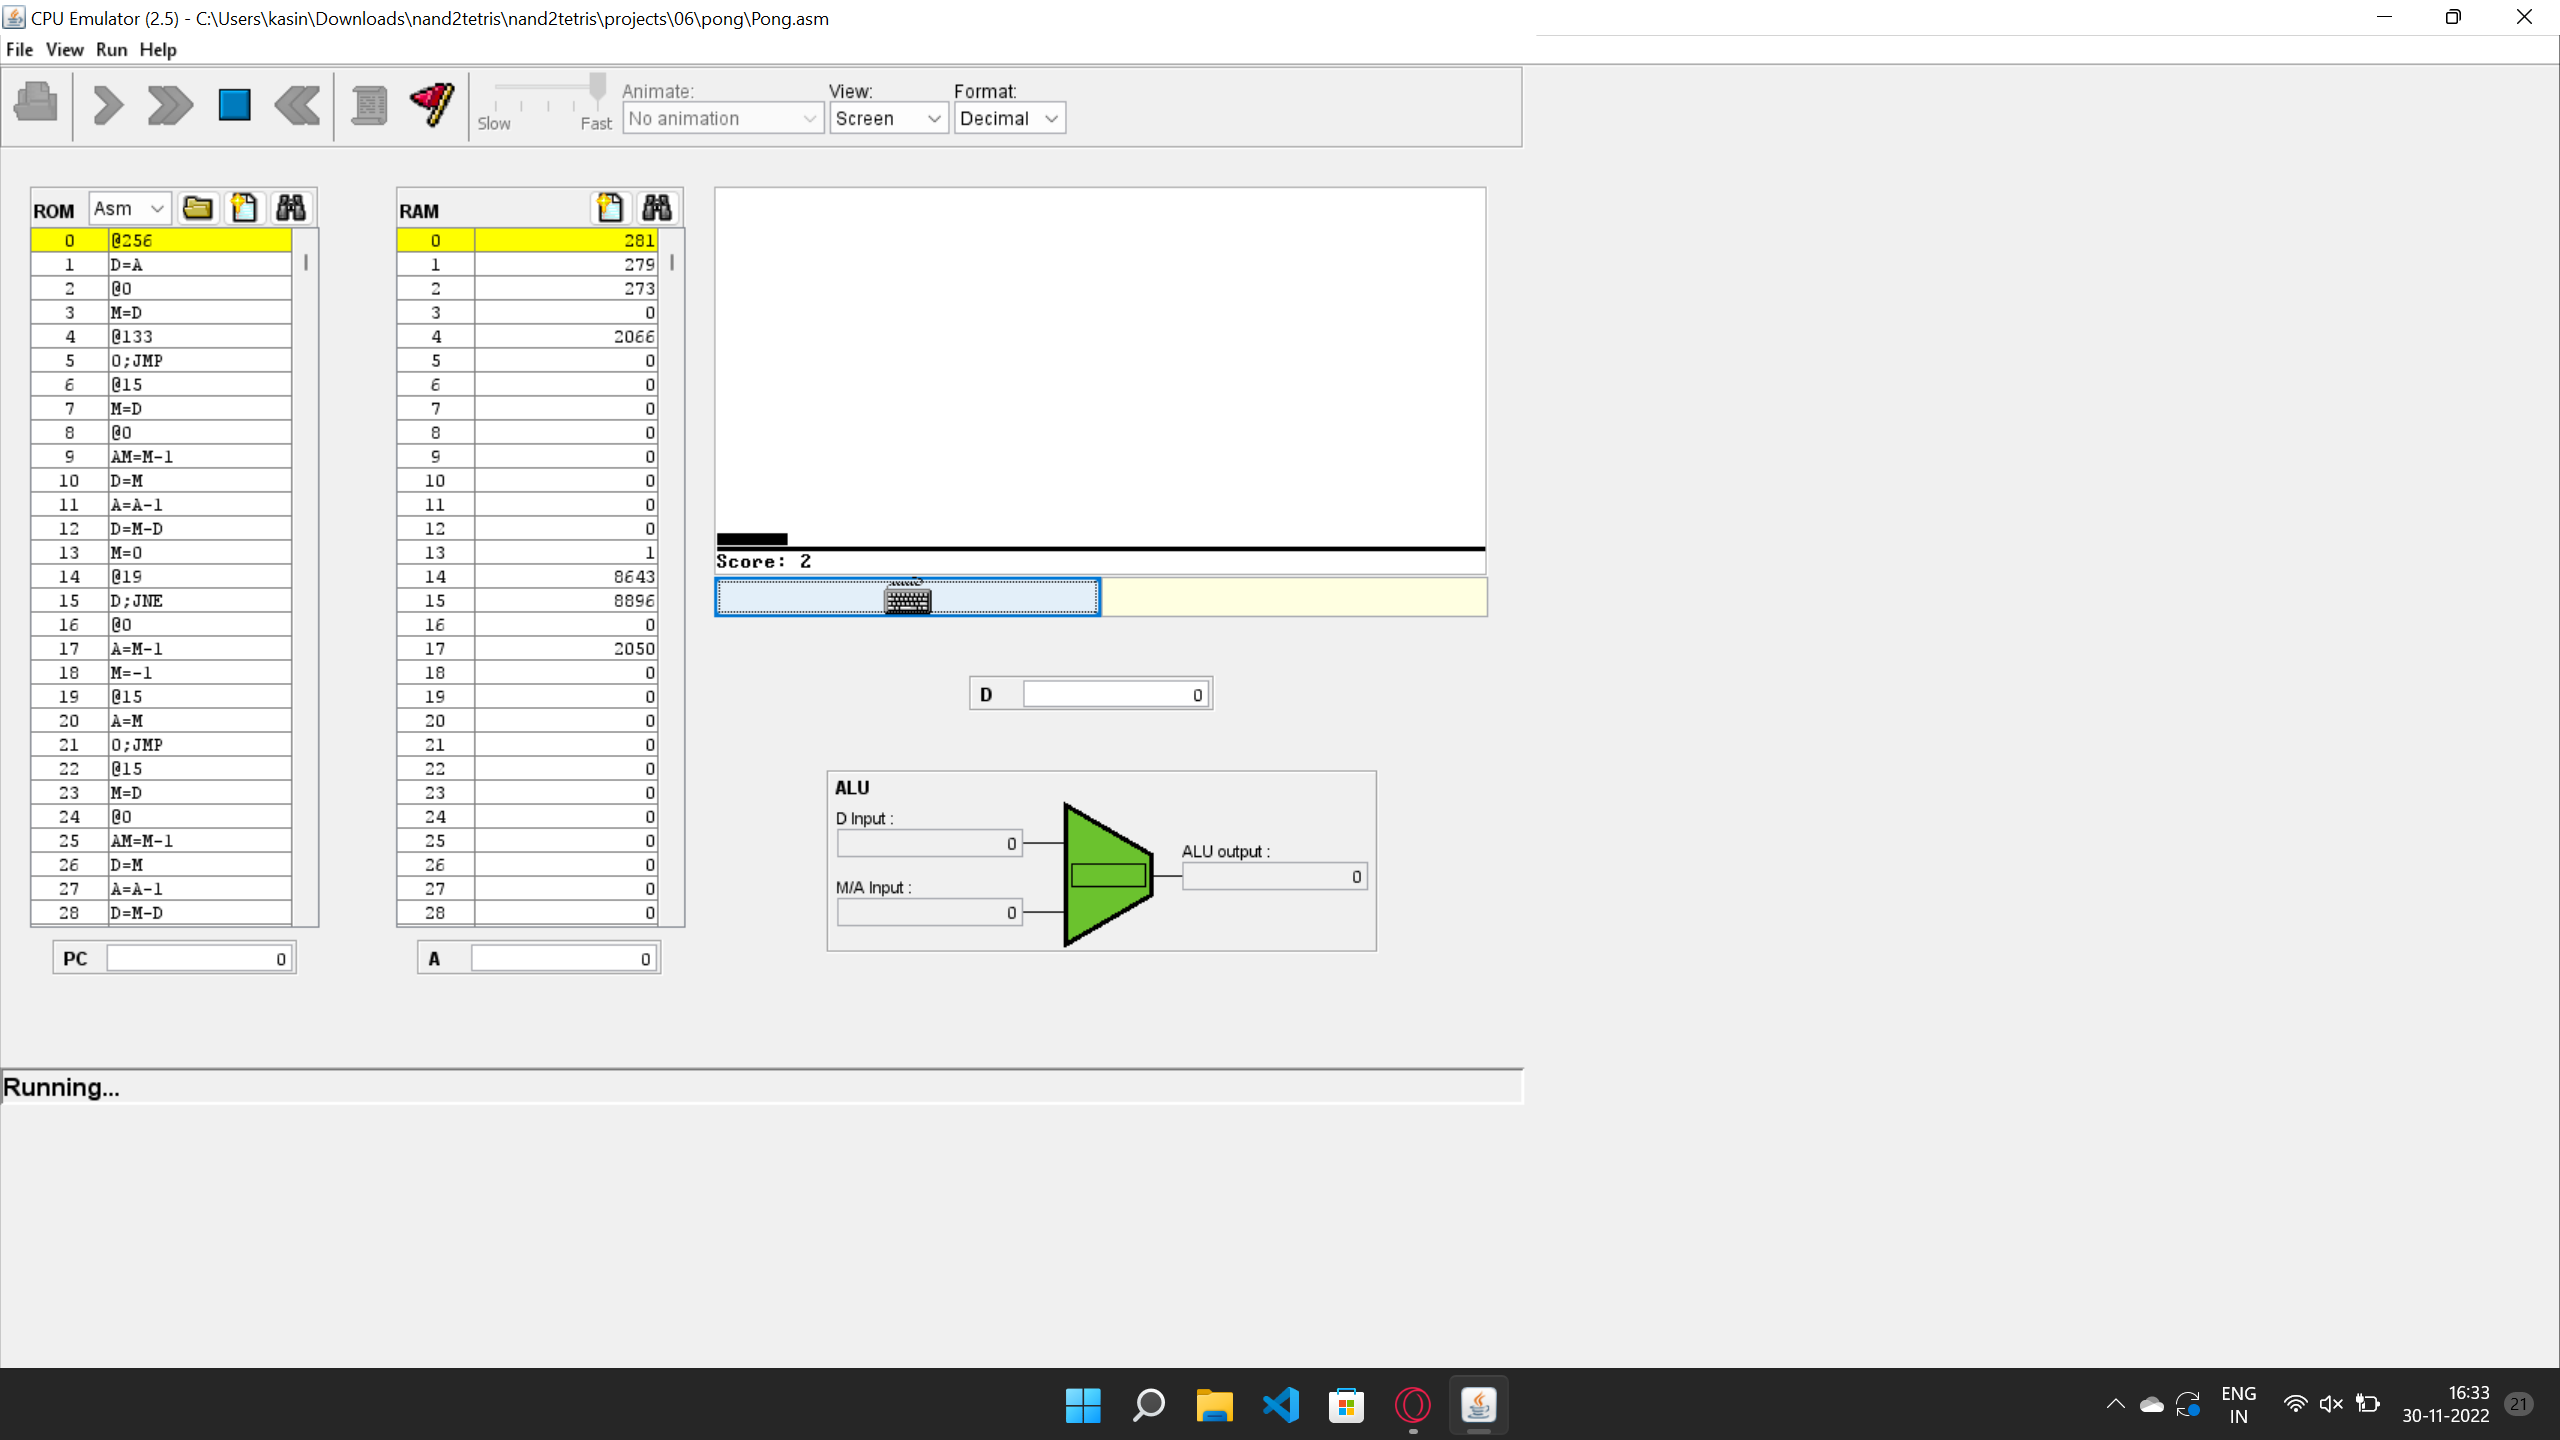 CPU Emulator (2.5) - C:\Users\kasin\Downloads\nand2tetris\nand2tetris\projects\06\pong\Pong.asm
File View Run Help
Slow Fast
Animate:
No animation
View:
Screen
Format:
Decimal
ROM Asm
0 @256
1 D=A
2 @0
3 M=D
4 @133
5 0;JMP
6 @15
7 M=D
8 @0
9 AM=M-1
10 D=M
11 A=A-1
12 D=M-D
13 M=0
14 @19
15 D;JNE
16 @0
17 A=M-1
18 M=-1
19 @15
20 A=M
21 0;JMP
22 @15
23 M=D
24 @0
25 AM=M-1
26 D=M
27 A=A-1
28 D=M-D
PC 0
RAM
0 281
1 279
2 273
3 0
4 2066
5 0
6 0
7 0
8 0
9 0
10 0
11 0
12 0
13 1
14 8643
15 8896
16 0
17 2050
18 0
19 0
20 0
21 0
22 0
23 0
24 0
25 0
26 0
27 0
28 0
A 0
Score: 2
D 0
ALU
D Input :
0
M/A Input :
0
ALU output :
0
Running...
ENG
IN
16:33
30-11-2022
21